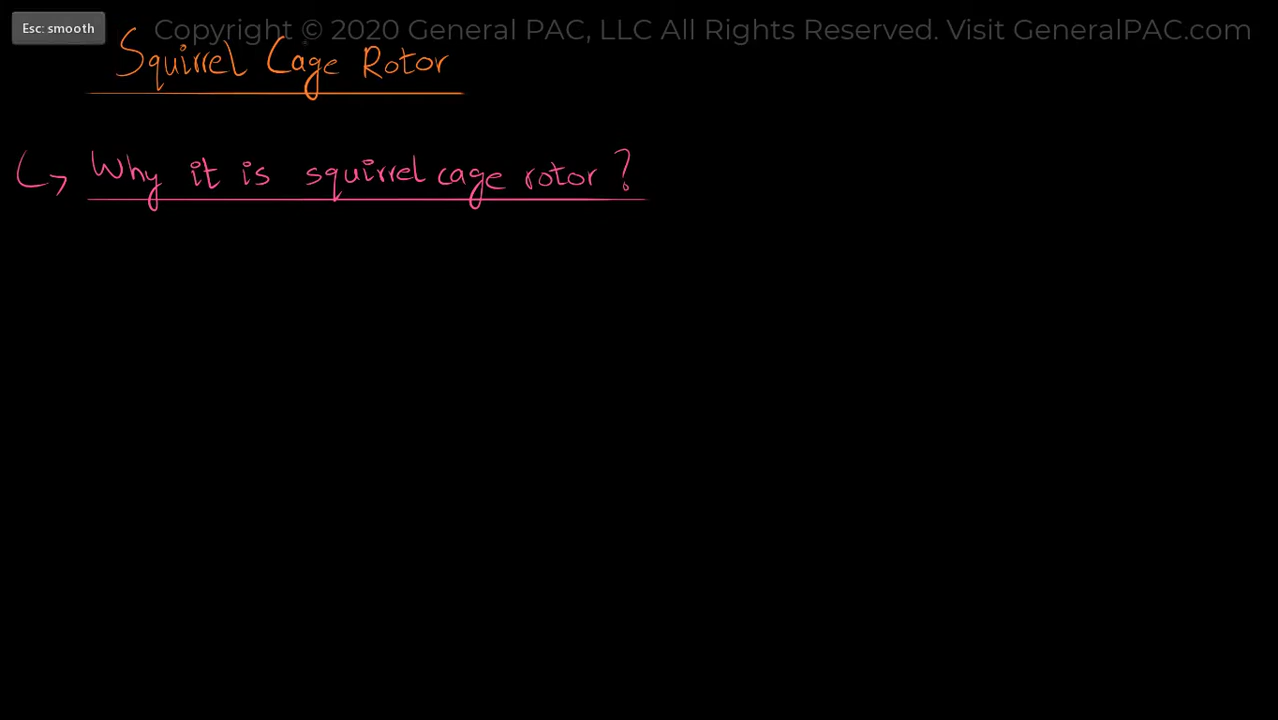 Esc: smooth
Copyright © 2020 General PAC, LLC All Rights Reserved. Visit GeneralPAC.com
Squirrel Cage Rotor
Why it is squirrel cage rotor?